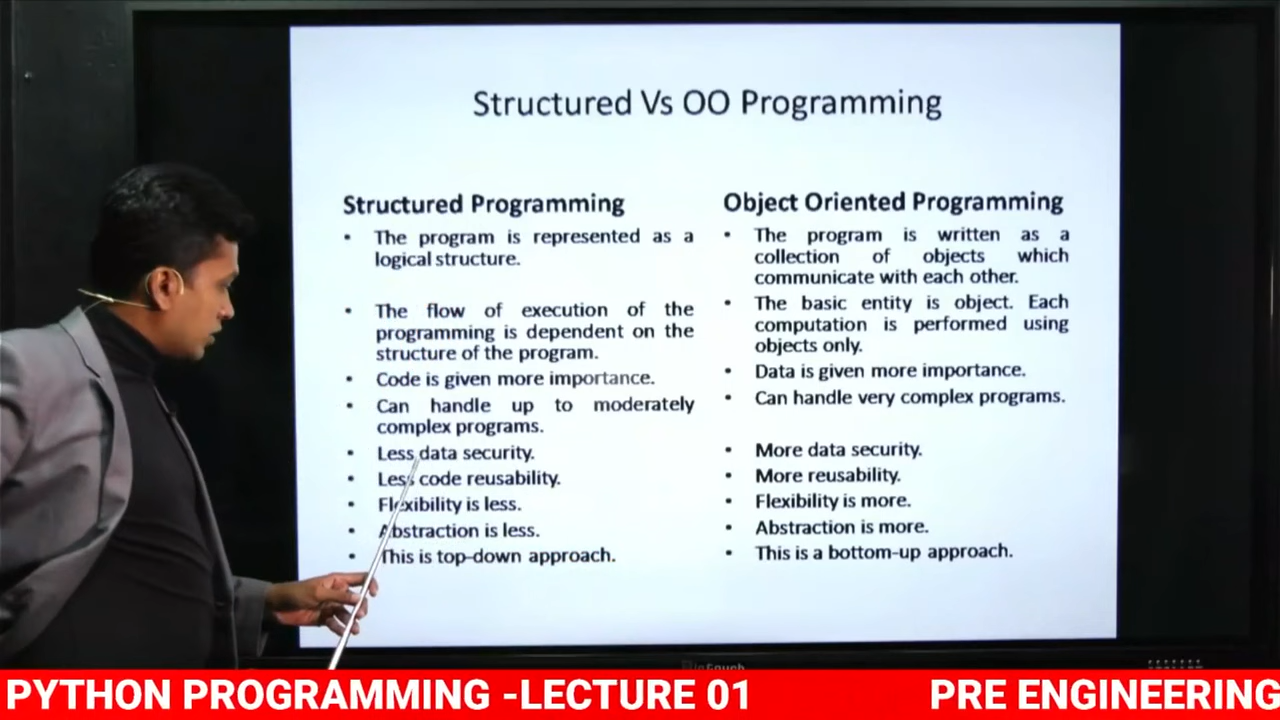 Structured Vs OO Programming
Structured Programming
• The program is represented as a
logical structure.
• The flow of execution of the
programming is dependent on the
structure of the program.
• Code is given more importance.
• Can handle up to moderately
complex programs.
• Less data security.
• Less code reusability.
• Flexibility is less.
• Abstraction is less.
• This is top-down approach.
Object Oriented Programming
• The program is written as a
collection of objects which
communicate with each other.
• The basic entity is object. Each
computation is performed using
objects only.
• Data is given more importance.
• Can handle very complex programs.
• More data security.
• More reusability.
• Flexibility is more.
• Abstraction is more.
• This is a bottom-up approach.
PYTHON PROGRAMMING -LECTURE 01
PRE ENGINEERING